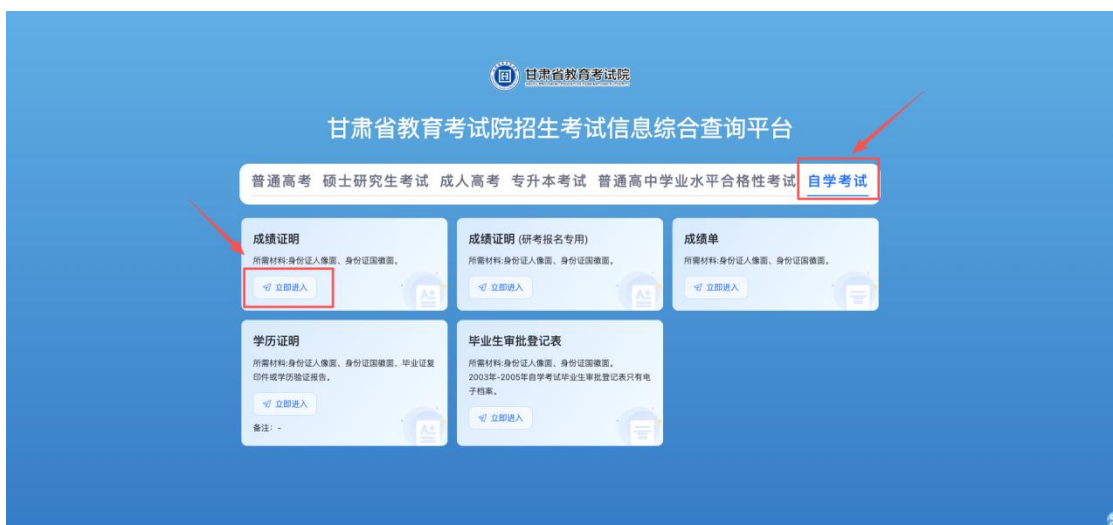 甘肃省教育考试院
甘肃省教育考试院招生考试信息综合查询平台
普通高考 硕士研究生考试 成人高考 专升本考试 普通高中学业水平合格性考试 自学考试
成绩证明
所需材料:身份证人像面、身份证国徽面。
立即进入
成绩证明 (研考报名专用)
所需材料:身份证人像面、身份证国徽面。
立即进入
成绩单
所需材料:身份证人像面、身份证国徽面。
立即进入
学历证明
所需材料:身份证人像面、身份证国徽面、毕业证复
印件或学历验证报告。
立即进入
备注: -
毕业生审批登记表
所需材料:身份证人像面、身份证国徽面。
2003年-2005年自学考试毕业生审批登记表只有电
子档案。
立即进入